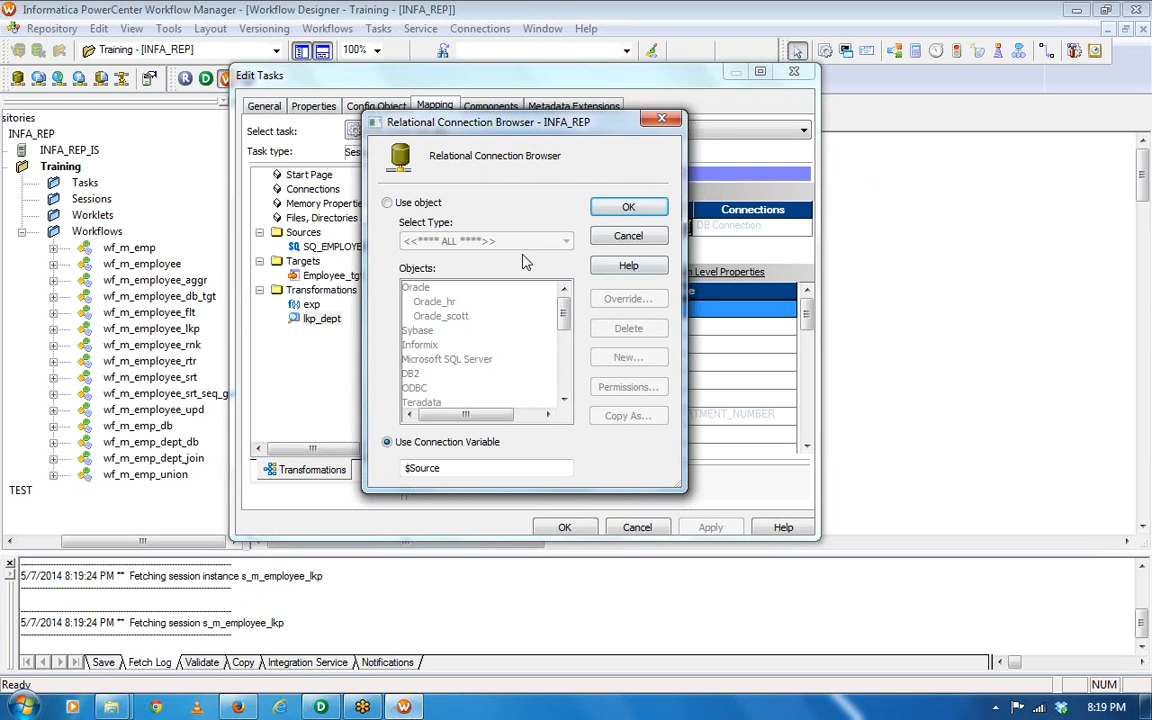 Informatica PowerCenter Workflow Manager - [Workflow Designer - Training - [INFA_REP]]
Repository Edit Tools Layout Versioning Workflows Tasks Service Connections Window Help
Training - [INFA_REP]
100%
R D W
Edit Tasks
General Properties Config Object Mapping Components Metadata Extensions
Select task:
Task type: Ses
sitories
INFA_REP
INFA_REP_IS
Training
Tasks
Sessions
Worklets
Workflows
wf_m_emp
wf_m_employee
wf_m_employee_aggr
wf_m_employee_db_tgt
wf_m_employee_flt
wf_m_employee_lkp
wf_m_employee_rnk
wf_m_employee_rtr
wf_m_employee_srt
wf_m_employee_srt_seq_g
wf_m_employee_upd
wf_m_emp_db
wf_m_emp_dept_db
wf_m_emp_dept_join
wf_m_emp_union
TEST
Start Page
Connections
Memory Propertie
Files, Directories
Sources
SQ_EMPLOYE
Targets
Employee_tg
Transformations
exp
lkp_dept
Transformations
Relational Connection Browser - INFA_REP
Relational Connection Browser
Use object
Select Type:
<<**** ALL ****>>
Objects:
Oracle
Oracle_hr
Oracle_scott
Sybase
Informix
Microsoft SQL Server
DB2
ODBC
Teradata
Use Connection Variable
$Source
OK
Cancel
Help
Override...
Delete
New...
Permissions...
Copy As...
Connections
DB Connection
n Level Properties
e
ARTMENT_NUMBER
OK Cancel Apply Help
5/7/2014 8:19:24 PM ** Fetching session instance s_m_employee_lkp
5/7/2014 8:19:24 PM ** Fetching session s_m_employee_lkp
Save Fetch Log Validate Copy Integration Service Notifications
Ready
NUM
D W
8:19 PM